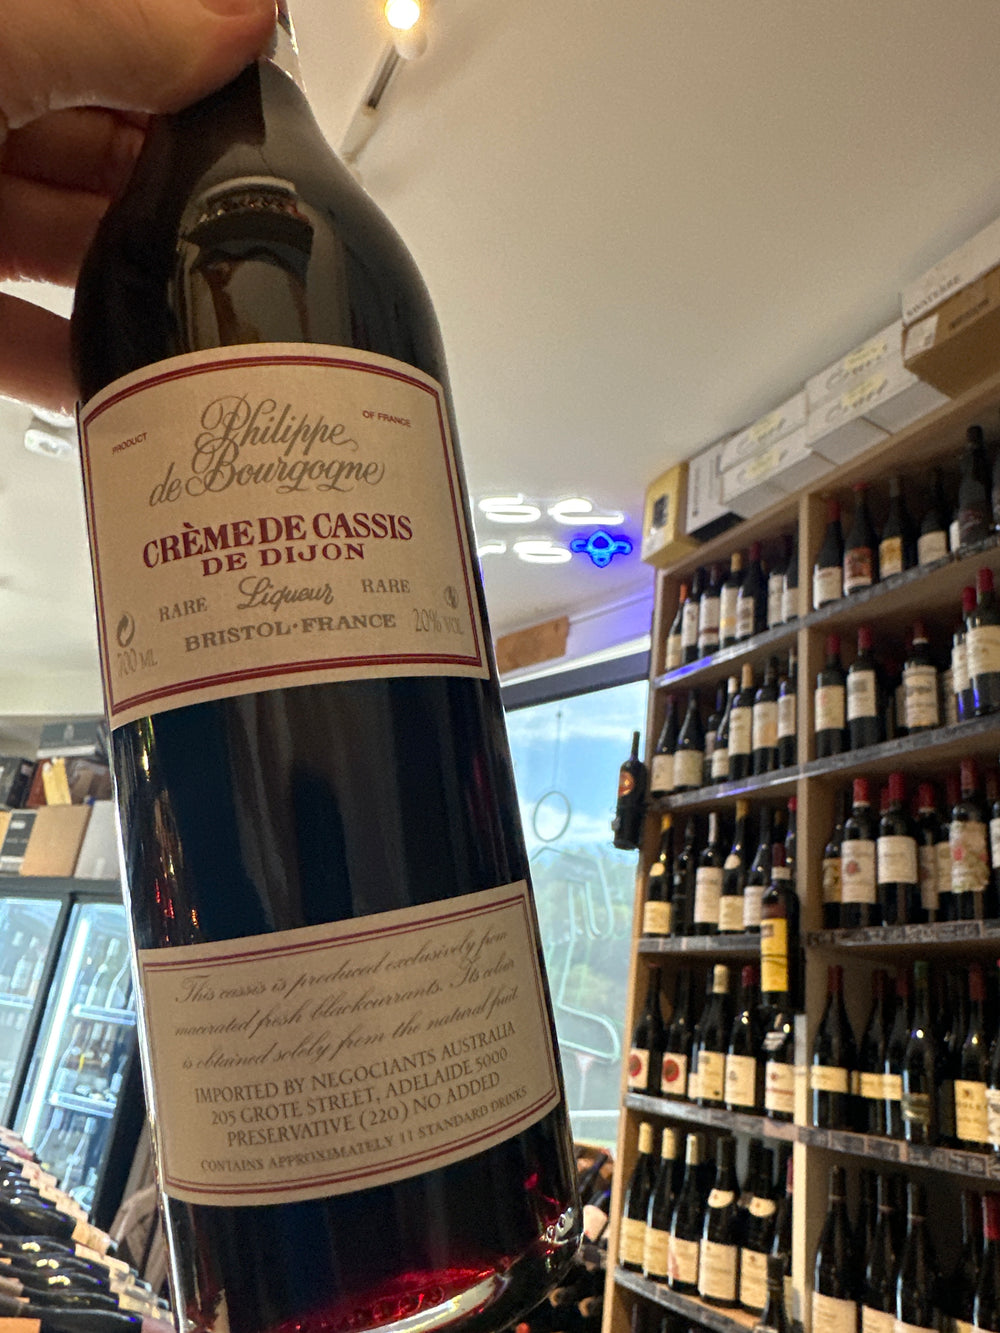 PRODUCT
OF FRANCE
Philippe
de Bourgogne
CRÈME DE CASSIS
DE DIJON
RARE Liqueur RARE
700 ML BRISTOL·FRANCE 20% VOL
This cassis is produced exclusively from
macerated fresh blackcurrants. Its colour
is obtained solely from the natural fruit
IMPORTED BY NEGOCIANTS AUSTRALIA
205 GROTE STREET, ADELAIDE 5000
PRESERVATIVE (220) NO ADDED
CONTAINS APPROXIMATELY 11 STANDARD DRINKS